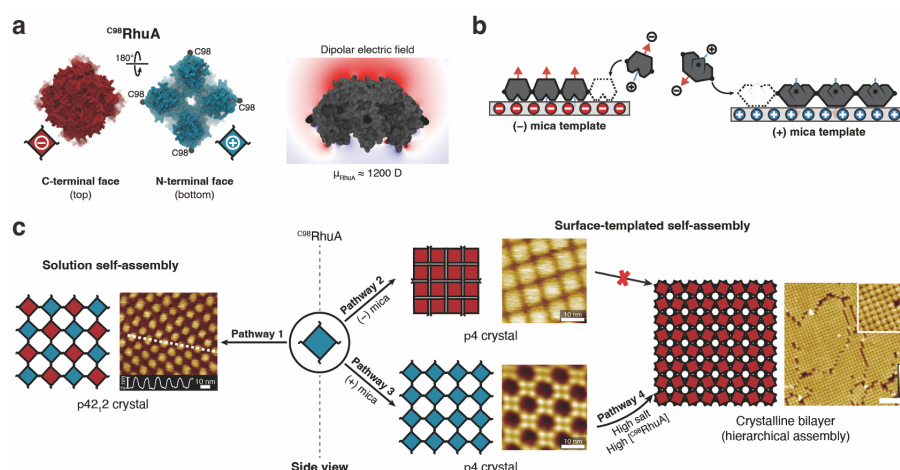 a
C98RhuA
180°
C98
C98
C98
C98
C-terminal face
(top)
N-terminal face
(bottom)
Dipolar electric field
μRhuA ≈ 1200 D
b
(–) mica template
(+) mica template
c
Solution self-assembly
p42₁2 crystal
2 nm
10 nm
Pathway 1
C98RhuA
Side view
Pathway 2
(–) mica
Pathway 3
(+) mica
Surface-templated self-assembly
p4 crystal
10 nm
p4 crystal
10 nm
Pathway 4
High salt
High [C98RhuA]
Crystalline bilayer
(hierarchical assembly)